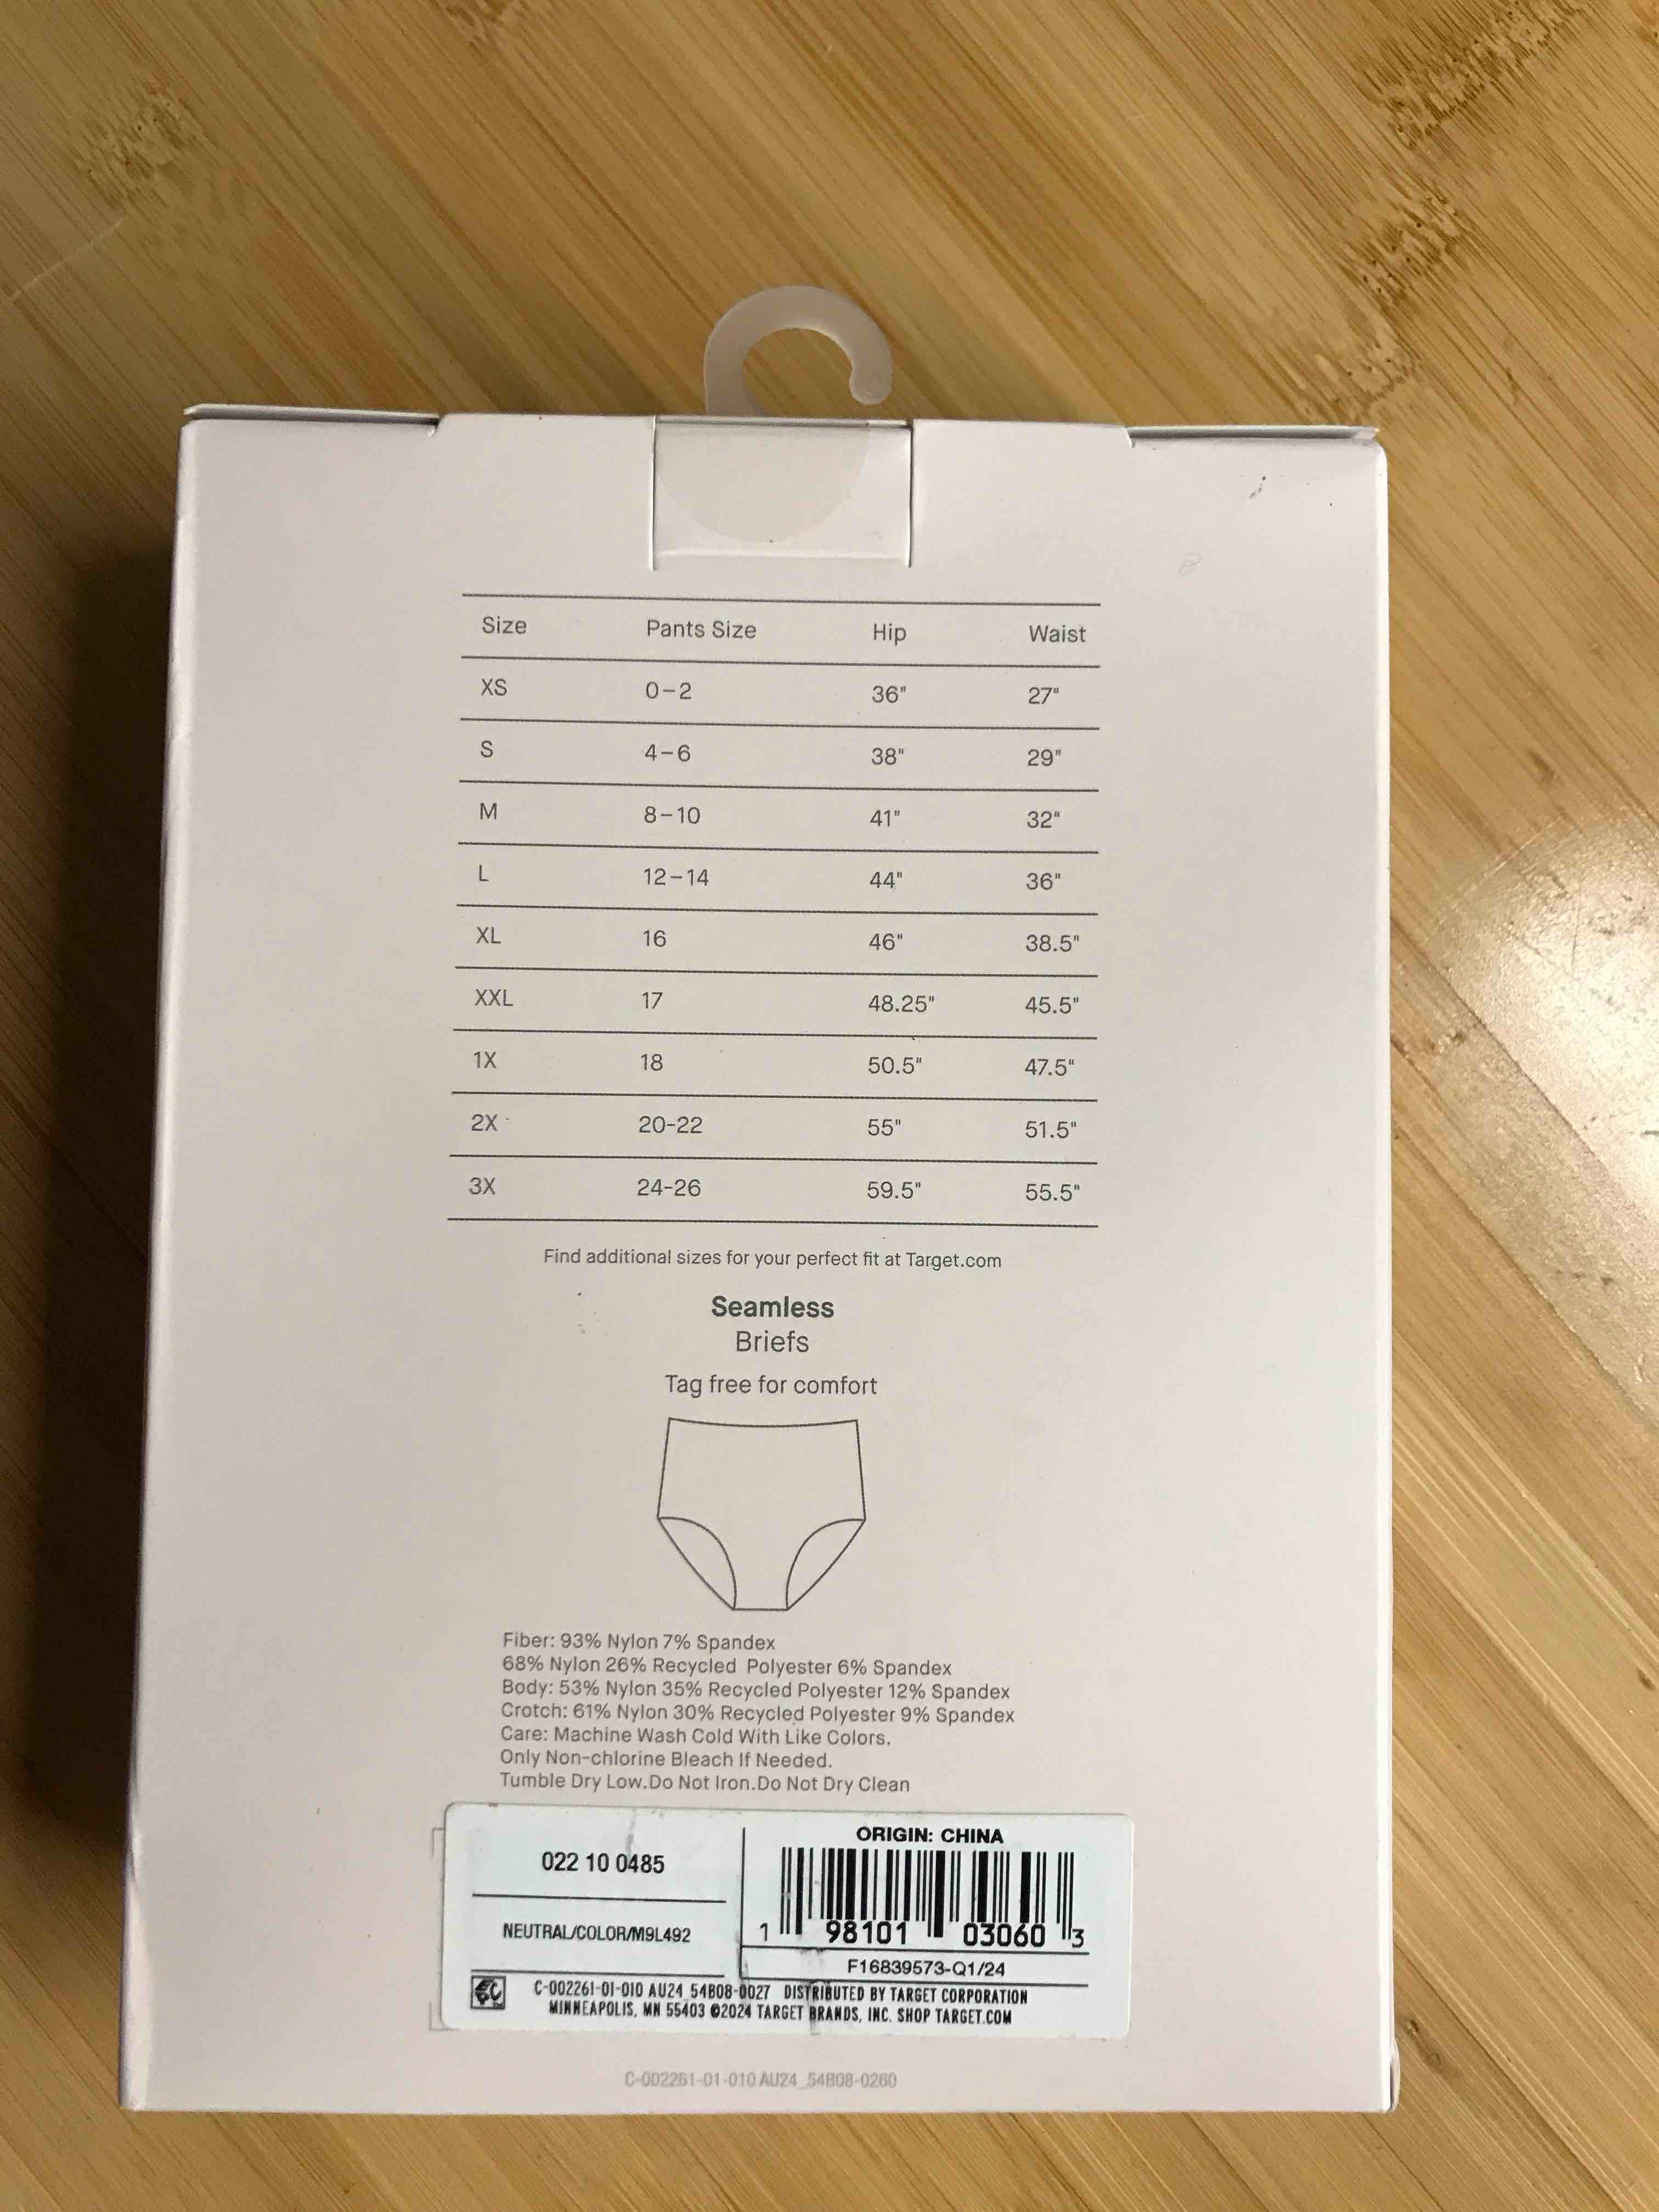 Size Pants Size Hip Waist
XS 0-2 36" 27"
S 4-6 38" 29"
M 8-10 41" 32"
L 12-14 44" 36"
XL 16 46" 38.5"
XXL 17 48.25" 45.5"
1X 18 50.5" 47.5"
2X 20-22 55" 51.5"
3X 24-26 59.5" 55.5"
Find additional sizes for your perfect fit at Target.com
Seamless
Briefs
Tag free for comfort
Fiber: 93% Nylon 7% Spandex
68% Nylon 26% Recycled Polyester 6% Spandex
Body: 53% Nylon 35% Recycled Polyester 12% Spandex
Crotch: 61% Nylon 30% Recycled Polyester 9% Spandex
Care: Machine Wash Cold With Like Colors.
Only Non-chlorine Bleach If Needed.
Tumble Dry Low.Do Not Iron.Do Not Dry Clean
022 10 0485
NEUTRAL/COLOR/M9L492
ORIGIN: CHINA
1 98101 03060 3
F16839573-Q1/24
C-002261-01-010 AU24_54B08-0027 DISTRIBUTED BY TARGET CORPORATION
MINNEAPOLIS, MN 55403 ©2024 TARGET BRANDS, INC. SHOP TARGET.COM
C-002261-01-010 AU24_54B08-0260